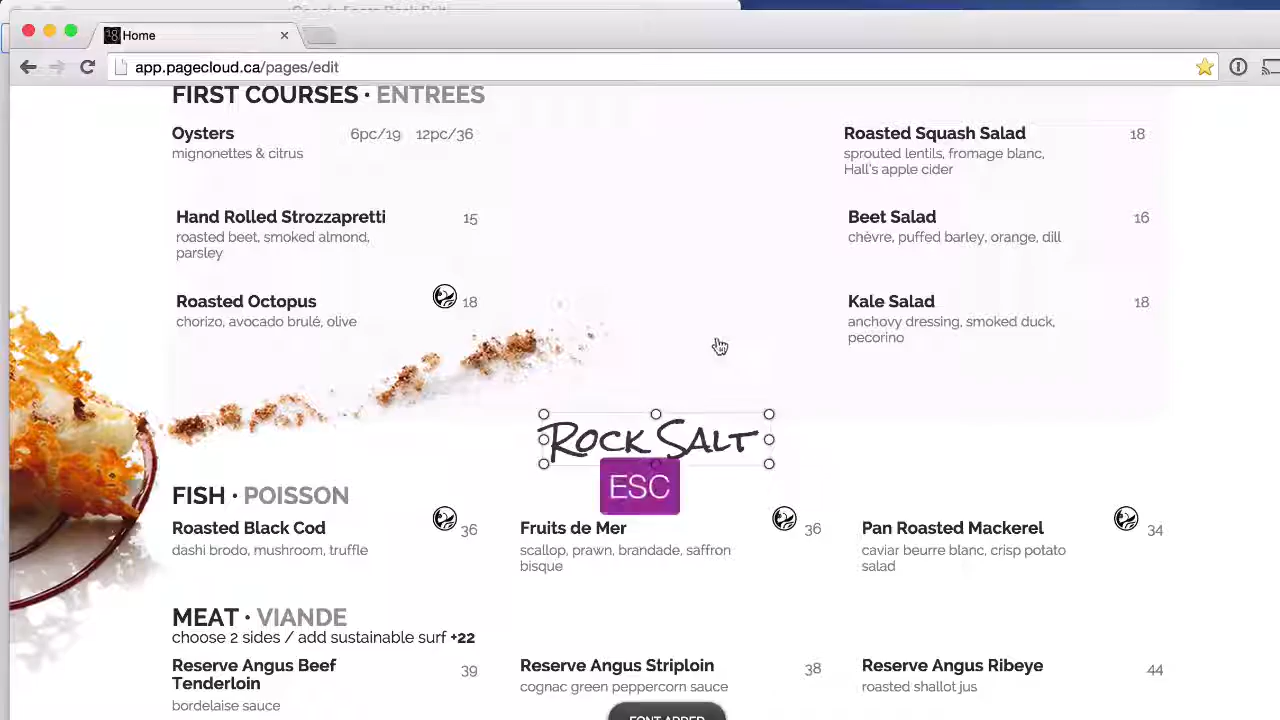 Home
app.pagecloud.ca/pages/edit
FIRST COURSES · ENTREES
Oysters 6pc/19 12pc/36
mignonettes & citrus
Roasted Squash Salad 18
sprouted lentils, fromage blanc,
Hall's apple cider
Hand Rolled Strozzapretti 15
roasted beet, smoked almond,
parsley
Beet Salad 16
chèvre, puffed barley, orange, dill
Roasted Octopus 18
chorizo, avocado brulé, olive
Kale Salad 18
anchovy dressing, smoked duck,
pecorino
ROCK SALT
ESC
FISH · POISSON
Roasted Black Cod 36
dashi brodo, mushroom, truffle
Fruits de Mer 36
scallop, prawn, brandade, saffron
bisque
Pan Roasted Mackerel 34
caviar beurre blanc, crisp potato
salad
MEAT · VIANDE
choose 2 sides / add sustainable surf +22
Reserve Angus Beef
Tenderloin 39
bordelaise sauce
Reserve Angus Striploin 38
cognac green peppercorn sauce
Reserve Angus Ribeye 44
roasted shallot jus
FONT ADDED